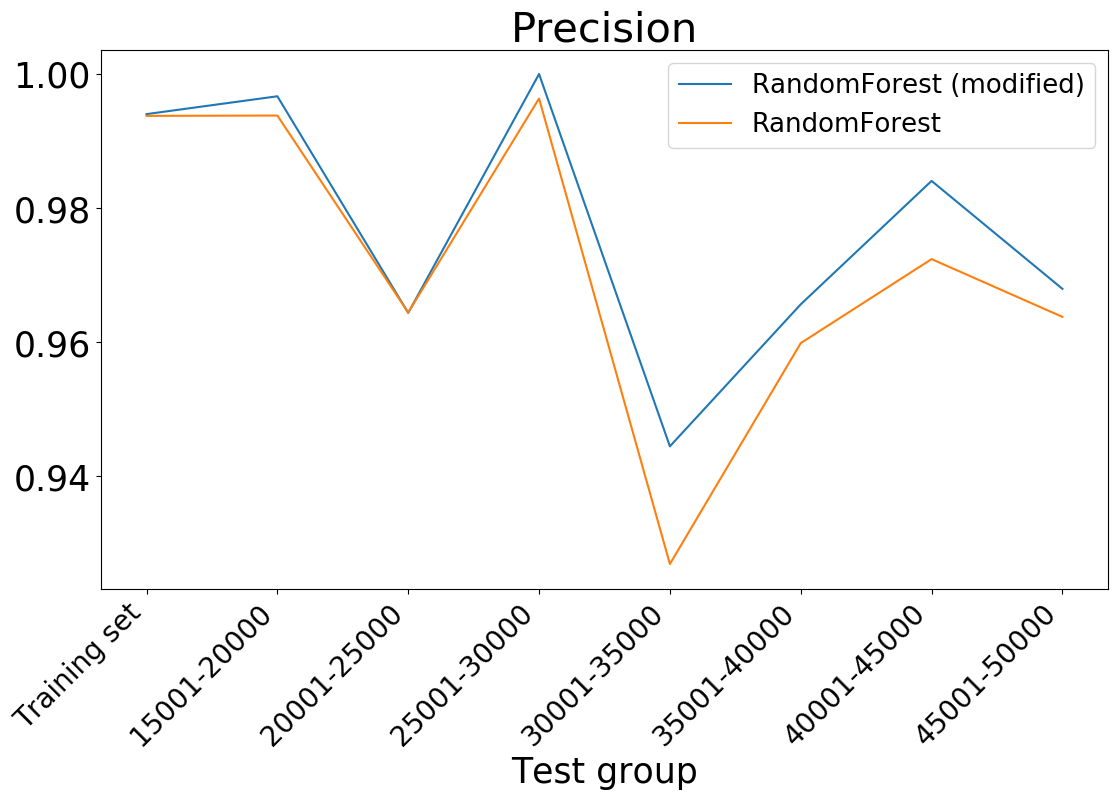 Precision
1.00
0.98
0.96
0.94
RandomForest (modified)
RandomForest
Training set
15001-20000
20001-25000
25001-30000
30001-35000
35001-40000
40001-45000
45001-50000
Test group